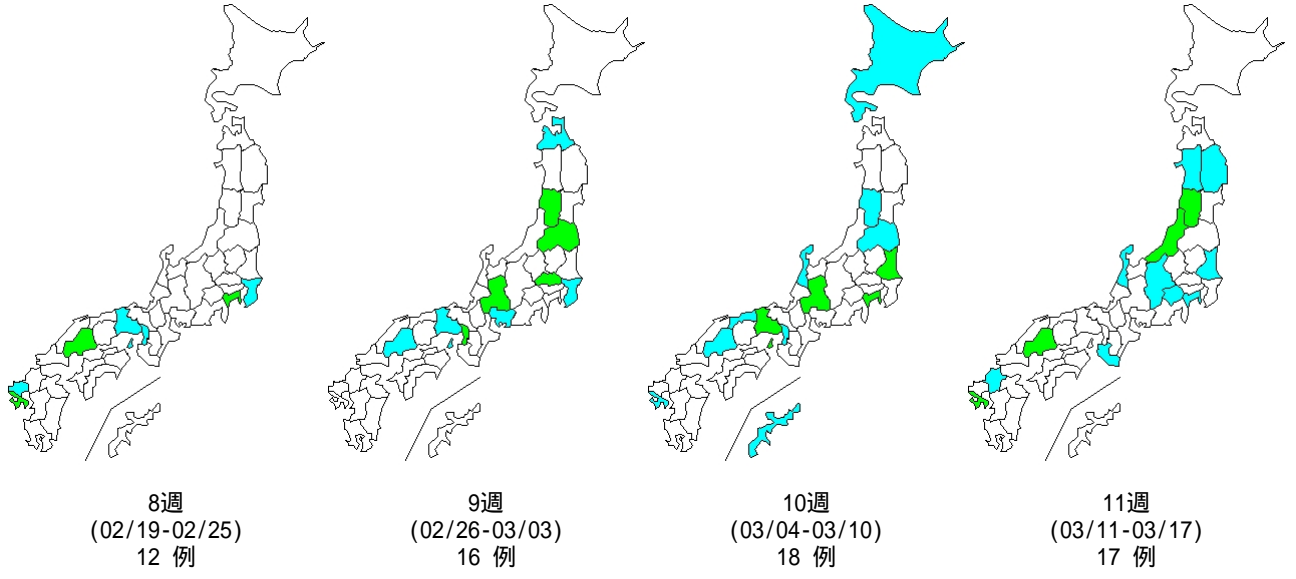 8週
(02/19-02/25)
12 例
9週
(02/26-03/03)
16 例
10週
(03/04-03/10)
18 例
11週
(03/11-03/17)
17 例